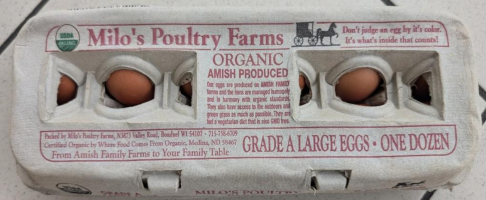 USDA
ORGANIC
Milo's Poultry Farms
Don't judge an egg by it's color.
It's what's inside that counts!
ORGANIC
AMISH PRODUCED
Our eggs are produced on AMISH FAMILY
farms and the hens are managed humanely
and in harmony with organic standards.
They also have access to the outdoors and
green grass as much as possible. They are
fed a vegetarian diet that is non GMO
Packed by Milo's Poultry Farms, Valley Road, Bonduel WI 54107 • 715-758-6709
Certified Organic by Where Food Comes From Organic, Medina, ND 58467
From Amish Family Farms to Your Family Table
GRADE A LARGE EGGS • ONE DOZEN
MILO'S POULTRY